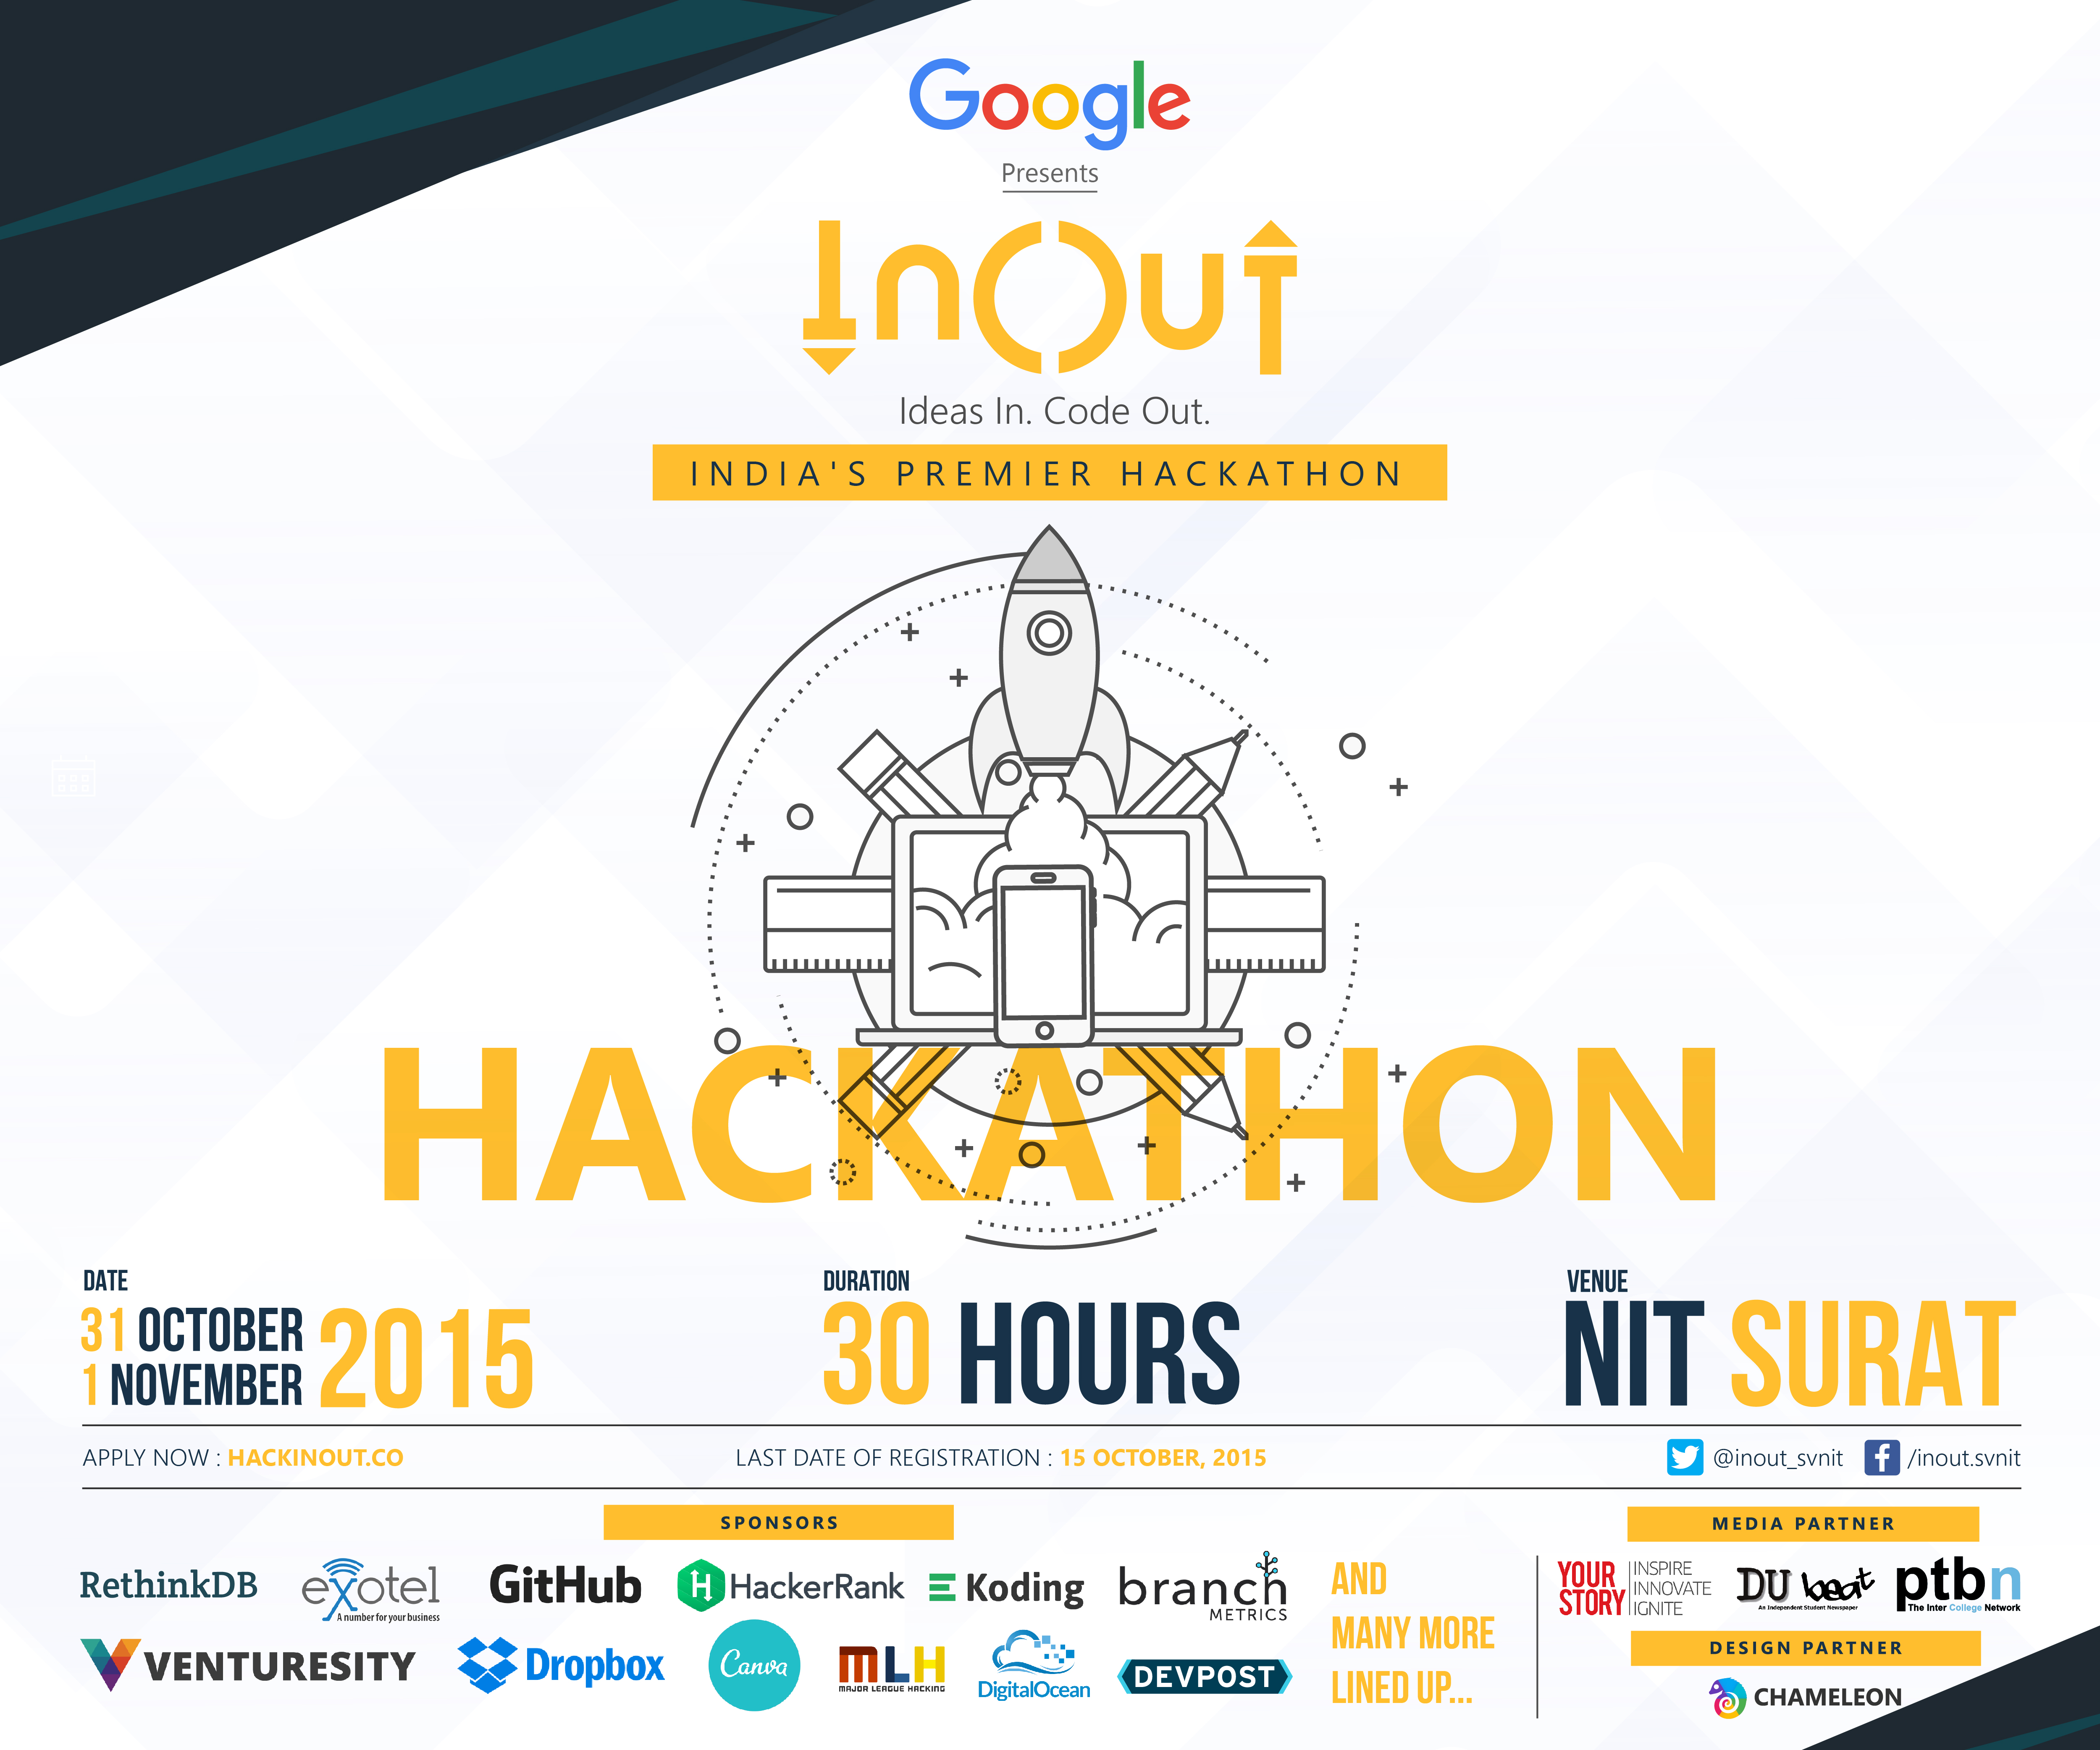 Google
Presents
InOut
Ideas In. Code Out.
INDIA'S PREMIER HACKATHON
HACKATHON
DATE
31 OCTOBER
1 NOVEMBER
2015
DURATION
30 HOURS
VENUE
NIT SURAT
APPLY NOW : HACKINOUT.CO
LAST DATE OF REGISTRATION : 15 OCTOBER, 2015
@inout_svnit
/inout.svnit
SPONSORS
RethinkDB
exotel
A number for your business
GitHub
H HackerRank
Koding
branch
METRICS
VENTURESITY
Dropbox
Canva
MLH
MAJOR LEAGUE HACKING
DigitalOcean
DEVPOST
AND
MANY MORE
LINED UP...
MEDIA PARTNER
YOUR
STORY
INSPIRE
INNOVATE
IGNITE
DU beat
An Independent Student Newspaper
ptbn
The Inter College Network
DESIGN PARTNER
CHAMELEON